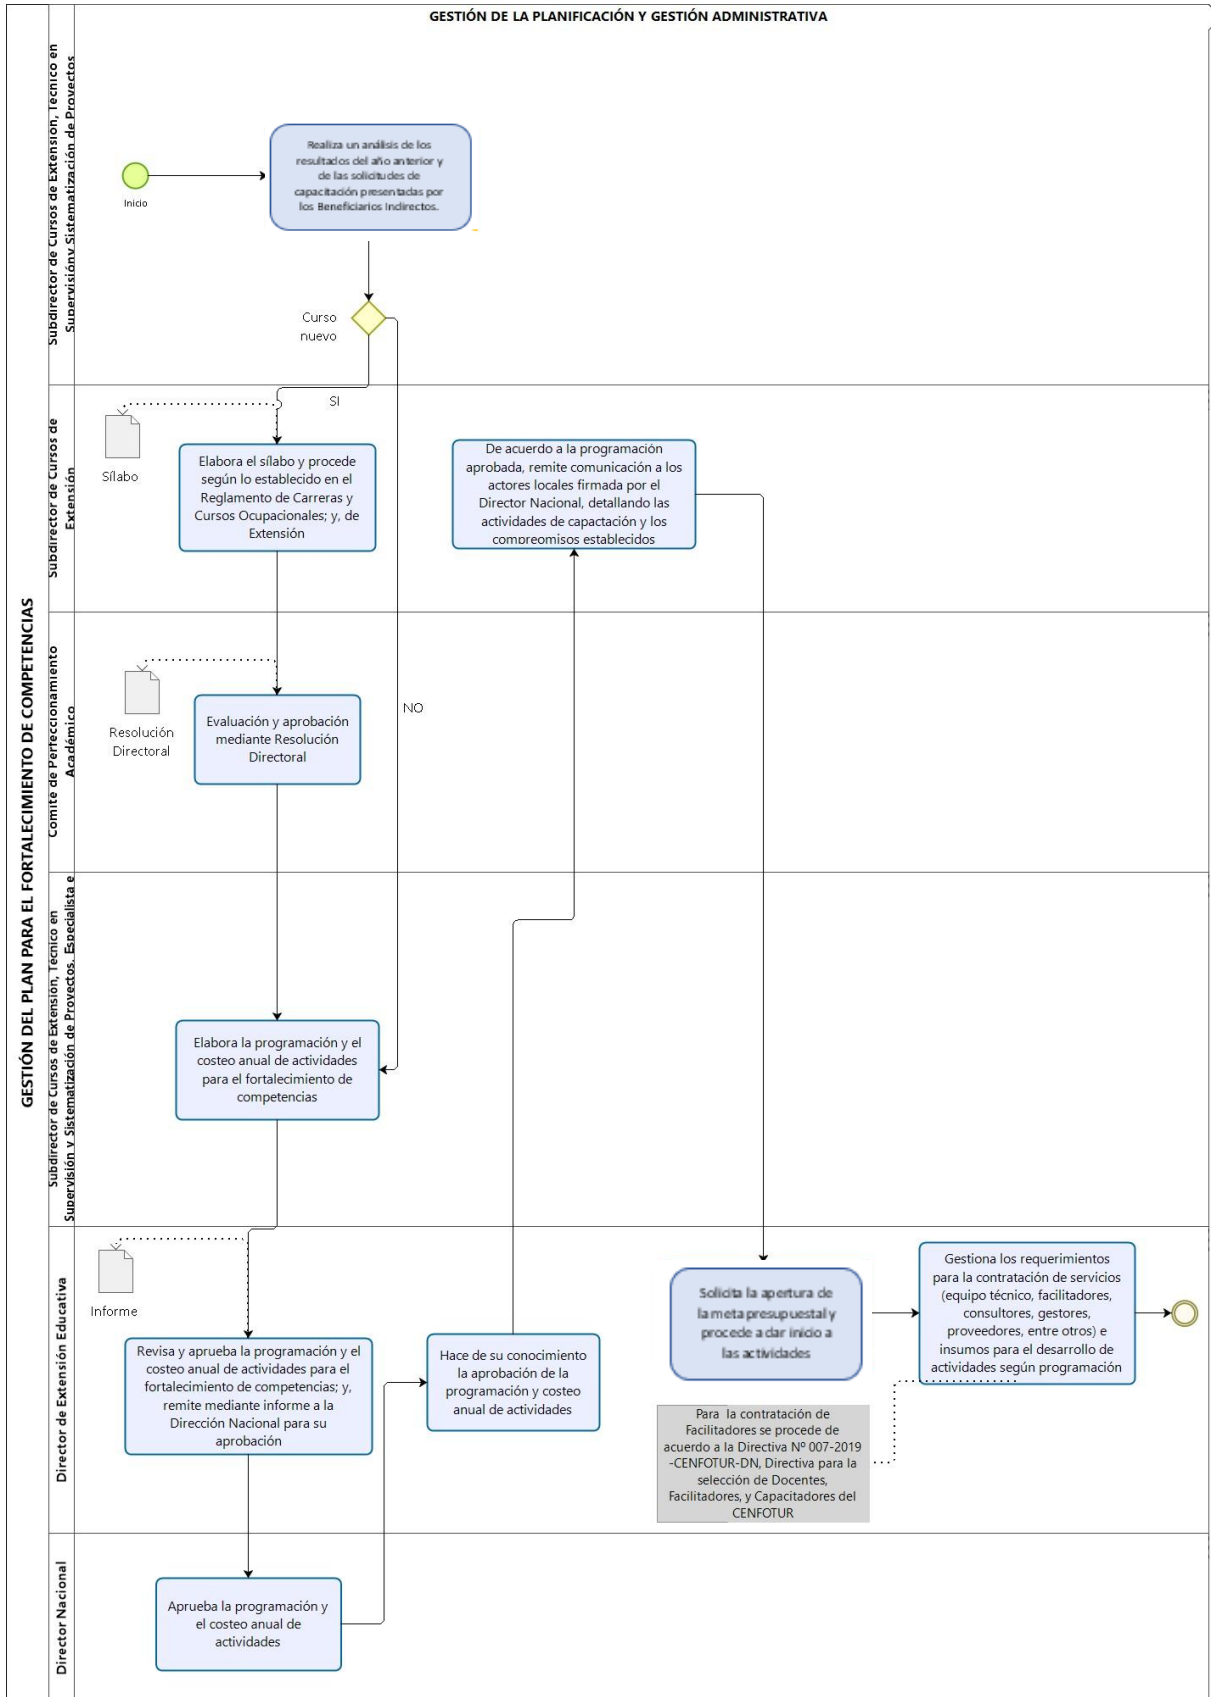 GESTIÓN DE LA PLANIFICACIÓN Y GESTIÓN ADMINISTRATIVA
GESTIÓN DEL PLAN PARA EL FORTALECIMIENTO DE COMPETENCIAS
Subdirector de Cursos de Extensión, Técnico en
Supervisión y Sistematización de Proyectos
Inicio
Realiza un análisis de los
resultados del año anterior y
de las solicitudes de
capacitación presentadas por
los Beneficiarios Indirectos.
Curso
nuevo
SI
NO
Subdirector de Cursos de
Extensión
Sílabo
Elabora el sílabo y procede
según lo establecido en el
Reglamento de Carreras y
Cursos Ocupacionales; y, de
Extensión
De acuerdo a la programación
aprobada, remite comunicación a los
actores locales firmada por el
Director Nacional, detallando las
actividades de capactación y los
compromisos establecidos
Comité de Perfeccionamiento
Académico
Resolución
Directoral
Evaluación y aprobación
mediante Resolución
Directoral
Subdirector de Cursos de Extensión, Técnico en
Supervisión y Sistematización de Proyectos, Especialista e
Elabora la programación y el
costeo anual de actividades
para el fortalecimiento de
competencias
Director de Extensión Educativa
Informe
Revisa y aprueba la programación y el
costeo anual de actividades para el
fortalecimiento de competencias; y,
remite mediante informe a la
Dirección Nacional para su
aprobación
Hace de su conocimiento
la aprobación de la
programación y costeo
anual de actividades
Solicita la apertura de
la meta presupuestal y
procede a dar inicio a
las actividades
Gestiona los requerimientos
para la contratación de servicios
(equipo técnico, facilitadores,
consultores, gestores,
proveedores, entre otros) e
insumos para el desarrollo de
actividades según programación
Para la contratación de
Facilitadores se procede de
acuerdo a la Directiva Nº 007-2019
-CENFOTUR-DN, Directiva para la
selección de Docentes,
Facilitadores, y Capacitadores del
CENFOTUR
Director Nacional
Aprueba la programación y
el costeo anual de
actividades